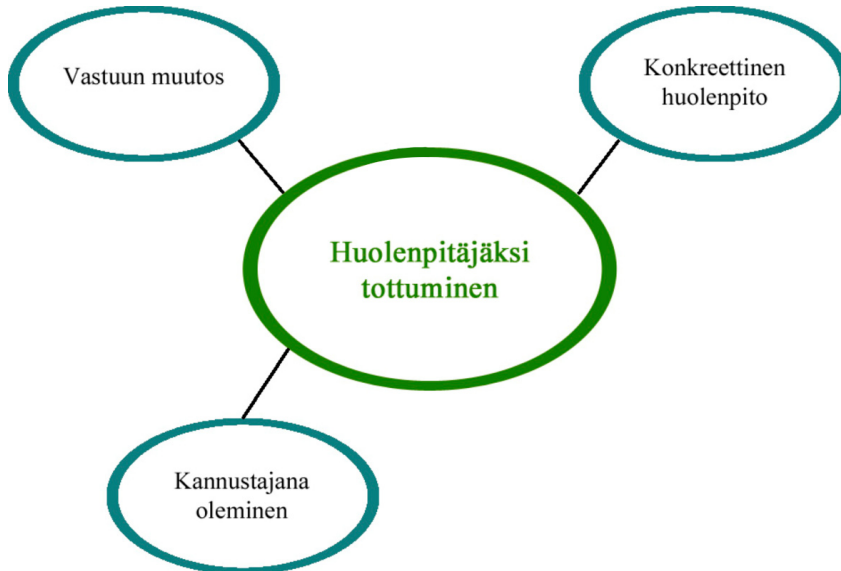 Vastuun muutos
Konkreettinen
huolenpito
Huolenpitäjäksi
tottuminen
Kannustajana
oleminen